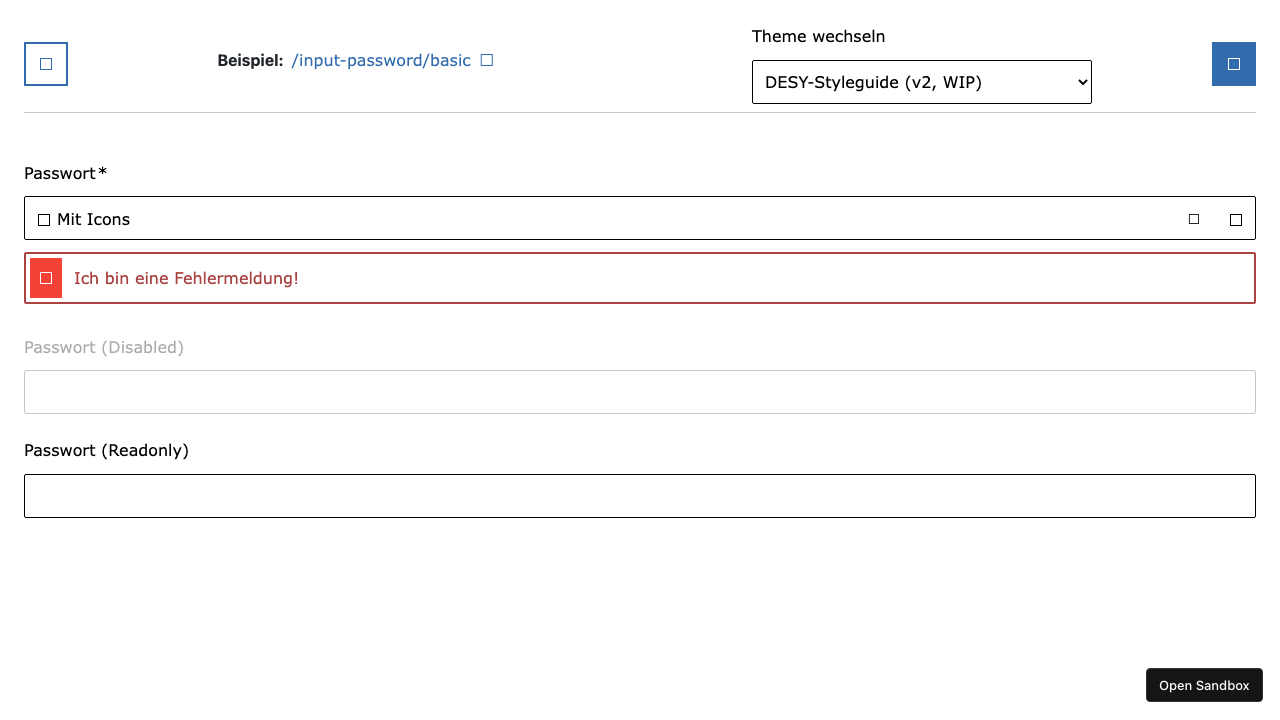 Theme wechseln
Beispiel: /input-password/basic
DESY-Styleguide (v2, WIP)
Passwort*
Mit Icons
Ich bin eine Fehlermeldung!
Passwort (Disabled)
Passwort (Readonly)
Open Sandbox